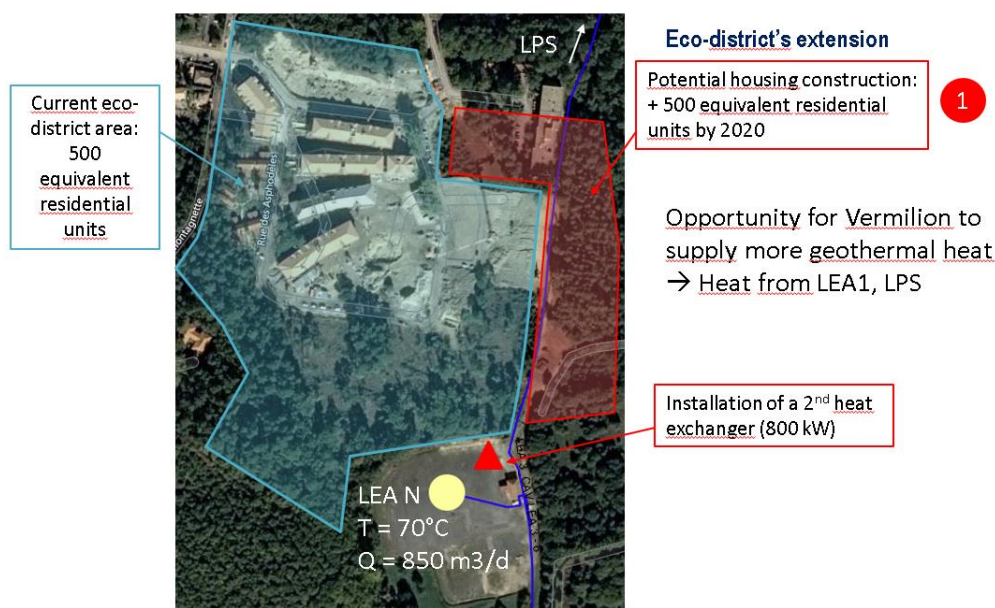 LPS
Eco-district's extension
Potential housing construction:
+ 500 equivalent residential
units by 2020
1
Current eco-
district area:
500
equivalent
residential
units
Rue des Asphodèles
montagnette
Opportunity for Vermilion to
supply more geothermal heat
→ Heat from LEA1, LPS
Installation of a 2nd heat
exchanger (800 kW)
LEA N
T = 70°C
Q = 850 m3/d